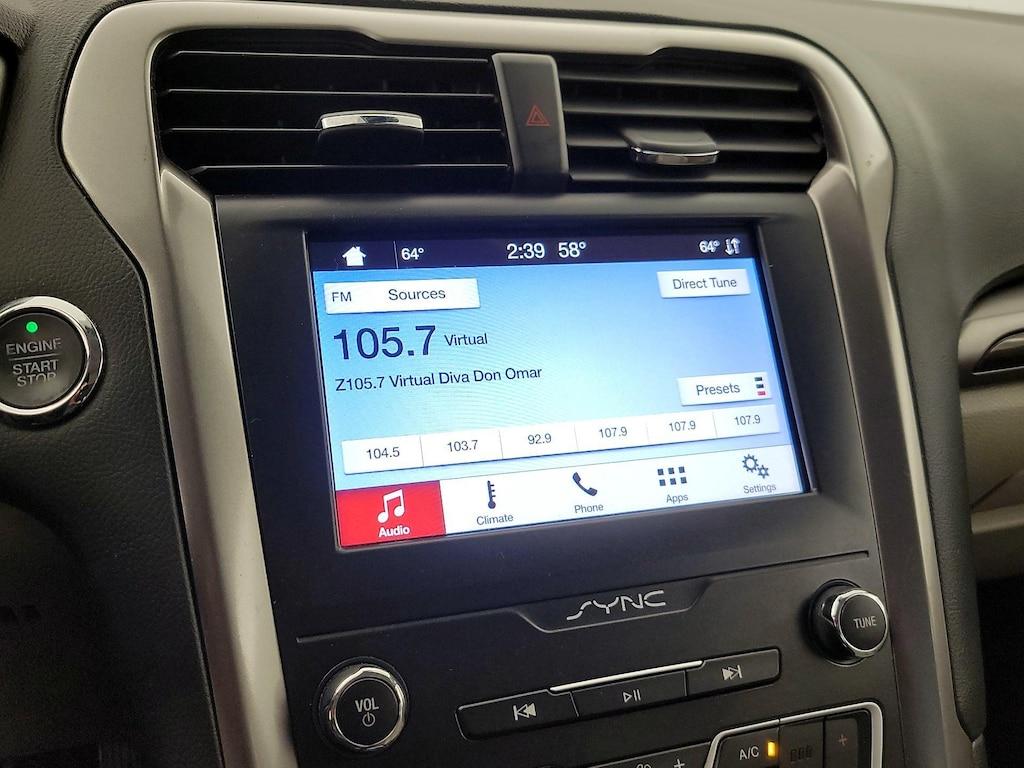 64° 2:39 58° 64°
FM Sources Direct Tune
105.7 Virtual
Z105.7 Virtual Diva Don Omar
Presets
104.5 103.7 92.9 107.9 107.9 107.9
Audio Climate Phone Apps Settings
ENGINE
START
STOP
SYNC
TUNE
VOL
A/C